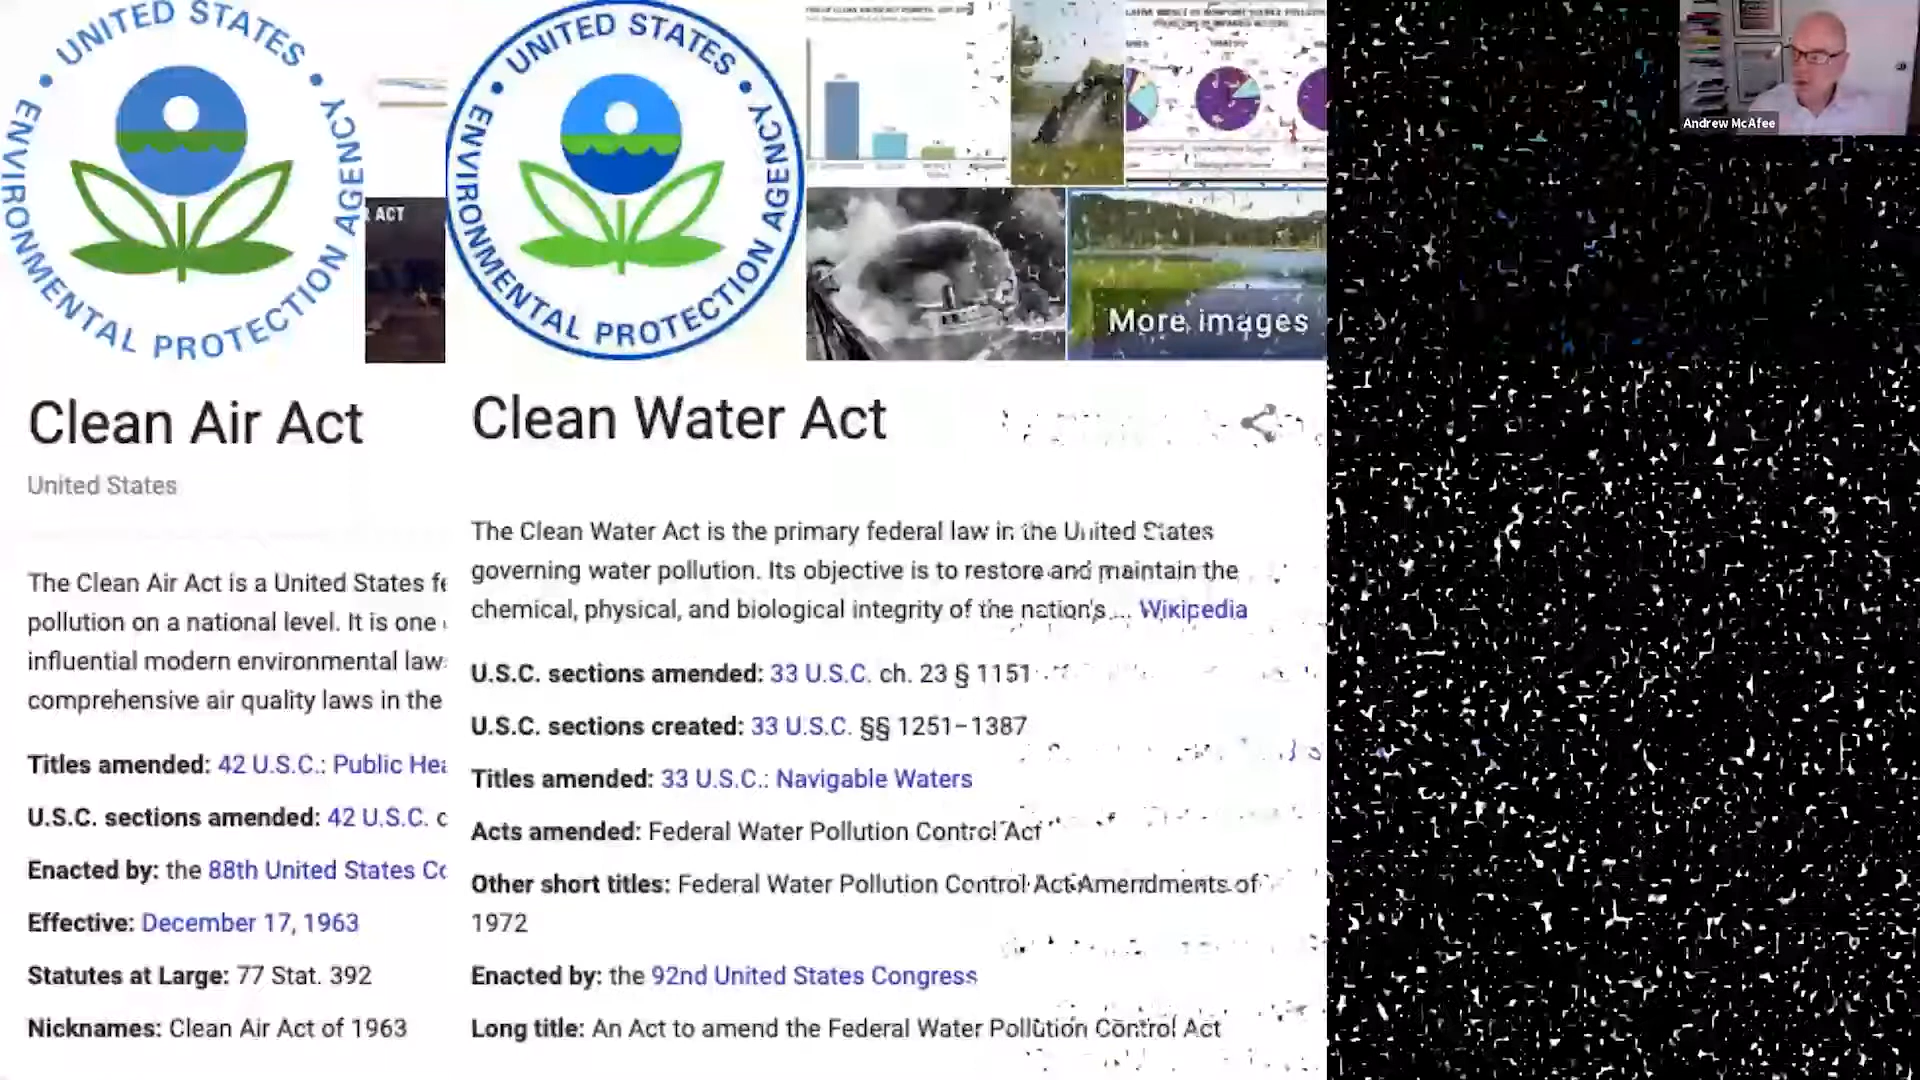 UNITED STATES
ENVIRONMENTAL PROTECTION AGENCY
ACT
Clean Air Act
United States
The Clean Air Act is a United States fe
pollution on a national level. It is one
influential modern environmental law
comprehensive air quality laws in the
Titles amended: 42 U.S.C.: Public Hea
U.S.C. sections amended: 42 U.S.C. c
Enacted by: the 88th United States Co
Effective: December 17, 1963
Statutes at Large: 77 Stat. 392
Nicknames: Clean Air Act of 1963
UNITED STATES
ENVIRONMENTAL PROTECTION AGENCY
More images
Clean Water Act
The Clean Water Act is the primary federal law in the United States
governing water pollution. Its objective is to restore and maintain the
chemical, physical, and biological integrity of the nation's ... Wikipedia
U.S.C. sections amended: 33 U.S.C. ch. 23 § 1151
U.S.C. sections created: 33 U.S.C. §§ 1251–1387
Titles amended: 33 U.S.C.: Navigable Waters
Acts amended: Federal Water Pollution Control Act
Other short titles: Federal Water Pollution Control Act Amendments of
1972
Enacted by: the 92nd United States Congress
Long title: An Act to amend the Federal Water Pollution Control Act
Andrew McAfee